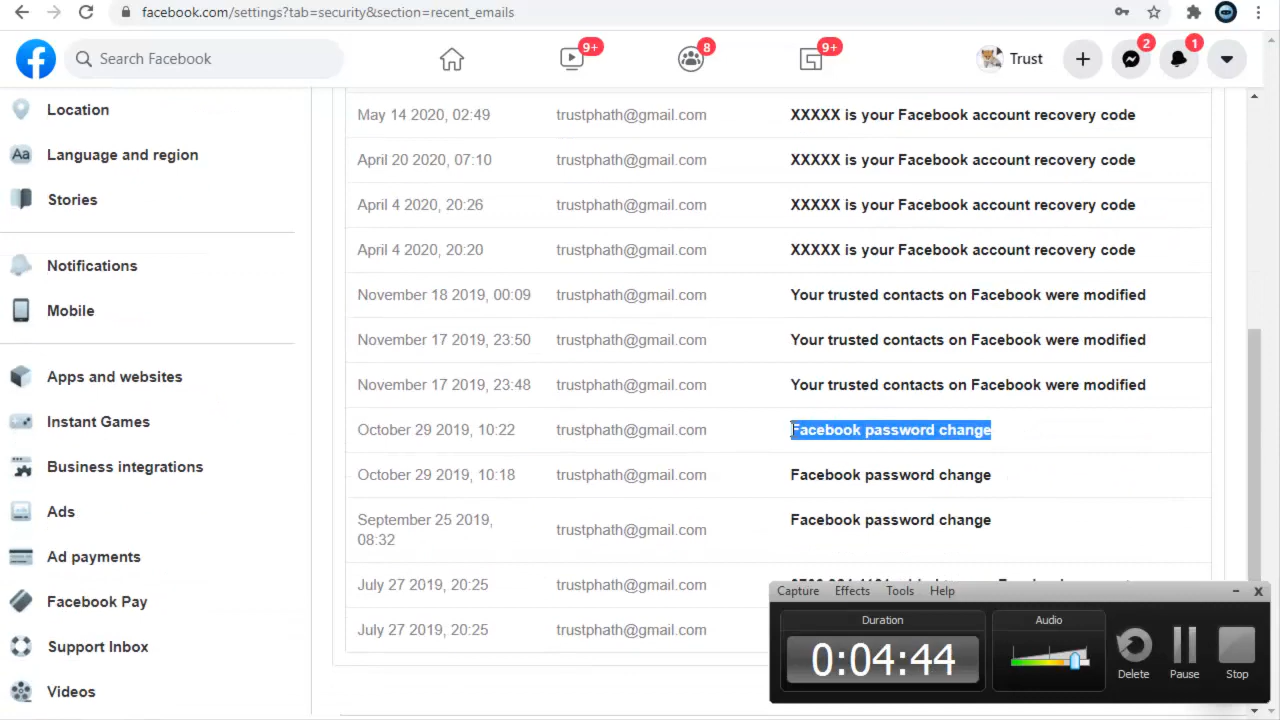 facebook.com/settings?tab=security&section=recent_emails
Search Facebook
9+
8
9+
Trust
2
1
Location
Language and region
Stories
Notifications
Mobile
Apps and websites
Instant Games
Business integrations
Ads
Ad payments
Facebook Pay
Support Inbox
Videos
May 14 2020, 02:49 trustphath@gmail.com XXXXX is your Facebook account recovery code
April 20 2020, 07:10 trustphath@gmail.com XXXXX is your Facebook account recovery code
April 4 2020, 20:26 trustphath@gmail.com XXXXX is your Facebook account recovery code
April 4 2020, 20:20 trustphath@gmail.com XXXXX is your Facebook account recovery code
November 18 2019, 00:09 trustphath@gmail.com Your trusted contacts on Facebook were modified
November 17 2019, 23:50 trustphath@gmail.com Your trusted contacts on Facebook were modified
November 17 2019, 23:48 trustphath@gmail.com Your trusted contacts on Facebook were modified
October 29 2019, 10:22 trustphath@gmail.com Facebook password change
October 29 2019, 10:18 trustphath@gmail.com Facebook password change
September 25 2019,
08:32 trustphath@gmail.com Facebook password change
July 27 2019, 20:25 trustphath@gmail.com
July 27 2019, 20:25 trustphath@gmail.com
Capture Effects Tools Help
Duration
0:04:44
Audio
Delete
Pause
Stop